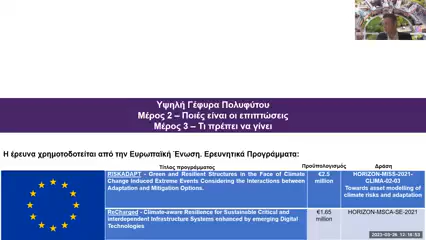 Υψηλή Γέφυρα Πολυφύτου
Μέρος 2 – Ποιές είναι οι επιπτώσεις
Μέρος 3 – Τι πρέπει να γίνει
Η έρευνα χρηματοδοτείται από την Ευρωπαϊκή Ένωση. Ερευνητικά Προγράμματα:
Τίτλος προγράμματος Προϋπολογισμός Δράση
RISKADAPT - Green and Resilient Structures in the Face of Climate Change Induced Extreme Events Considering the Interactions between Adaptation and Mitigation Options.
€2.5 million
HORIZON-MISS-2021-CLIMA-02-03
Towards asset modelling of climate risks and adaptation
ReCharged - Climate-aware Resilience for Sustainable Critical and interdependent Infrastructure Systems enhanced by emerging Digital Technologies
€1.65 million
HORIZON-MSCA-SE-2021